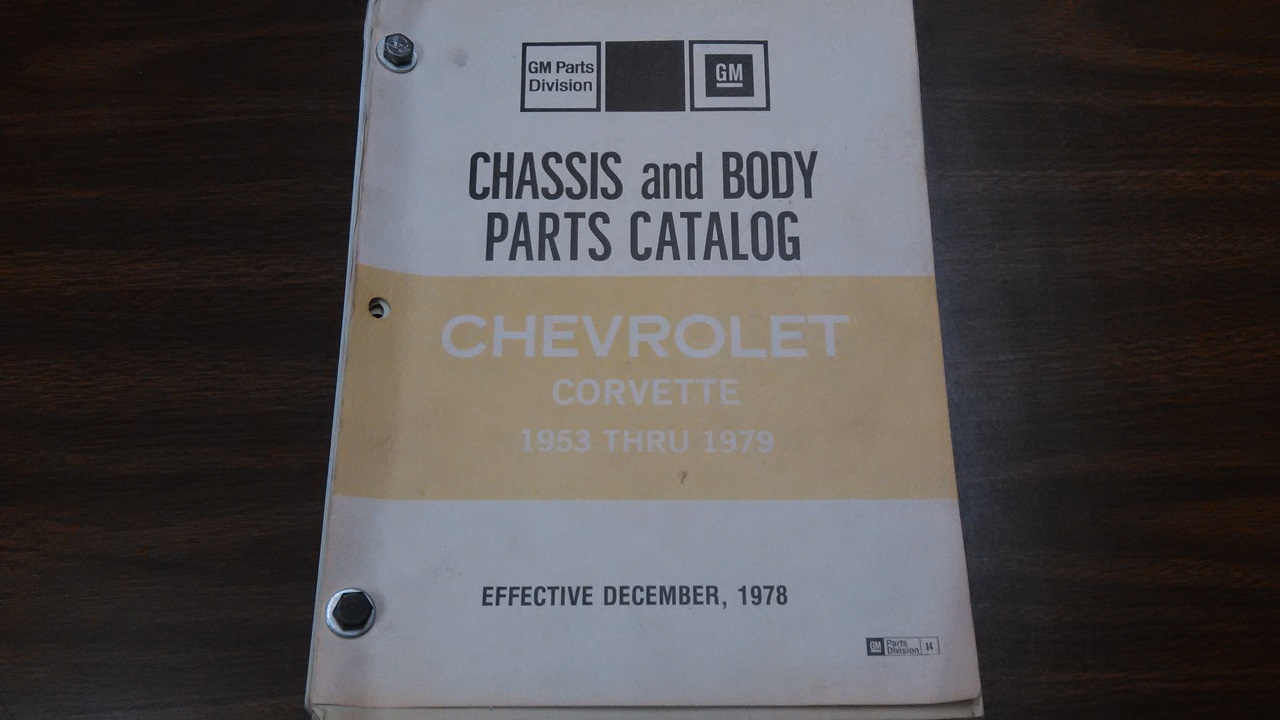 GM Parts
Division
GM
CHASSIS and BODY
PARTS CATALOG
CHEVROLET
CORVETTE
1953 THRU 1979
EFFECTIVE DECEMBER, 1978
GM
Parts
Division
14